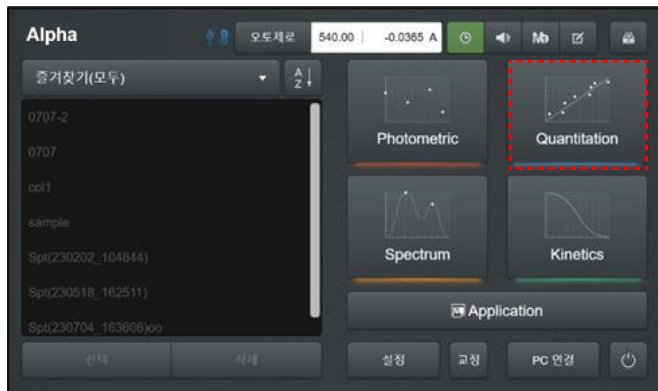 Alpha
오토제로
540.00 | -0.0365 A
Mb
즐겨찾기(모두)
A
Z
0707-2
0707
col1
sample
Spt(230202_104844)
Spt(230518_162511)
Spt(230704_163606)oo
선택
삭제
Photometric
Quantitation
Spectrum
Kinetics
Application
설정
교정
PC 연결